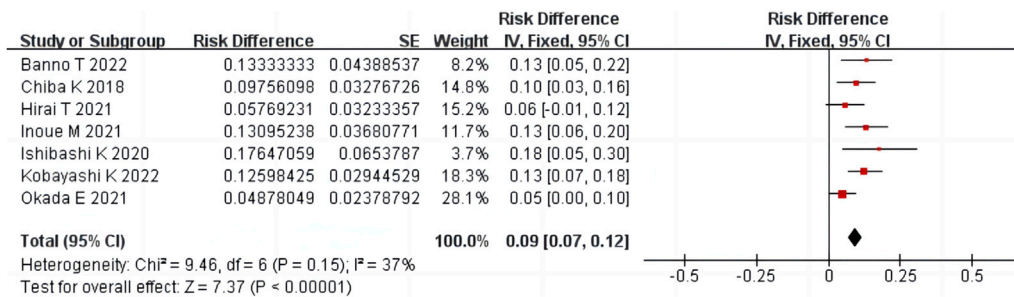 Risk Difference Risk Difference
Study or Subgroup Risk Difference SE Weight IV, Fixed, 95% CI IV, Fixed, 95% CI
Banno T 2022 0.13333333 0.04388537 8.2% 0.13 [0.05, 0.22]
Chiba K 2018 0.09756098 0.03276726 14.8% 0.10 [0.03, 0.16]
Hirai T 2021 0.05769231 0.03233357 15.2% 0.06 [-0.01, 0.12]
Inoue M 2021 0.13095238 0.03680771 11.7% 0.13 [0.06, 0.20]
Ishibashi K 2020 0.17647059 0.0653787 3.7% 0.18 [0.05, 0.30]
Kobayashi K 2022 0.12598425 0.02944529 18.3% 0.13 [0.07, 0.18]
Okada E 2021 0.04878049 0.02378792 28.1% 0.05 [0.00, 0.10]
Total (95% CI) 100.0% 0.09 [0.07, 0.12]
Heterogeneity: Chi² = 9.46, df = 6 (P = 0.15); I² = 37%
Test for overall effect: Z = 7.37 (P < 0.00001)
-0.5 -0.25 0 0.25 0.5